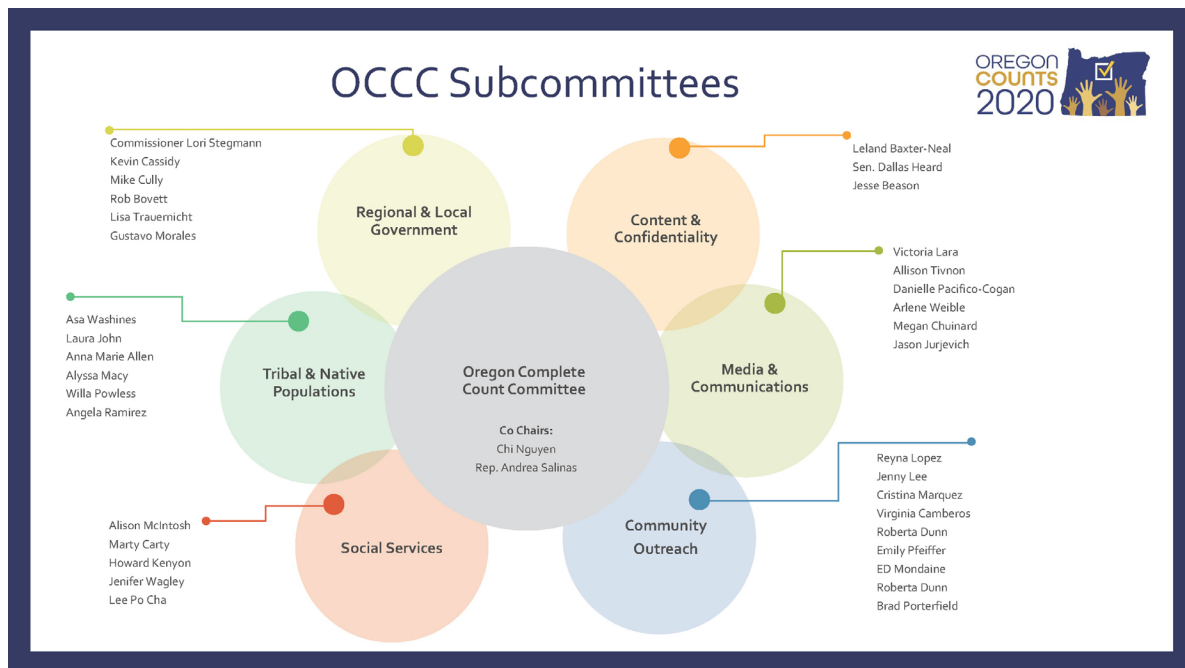 OCCC Subcommittees
OREGON
COUNTS
2020
Commissioner Lori Stegmann
Kevin Cassidy
Mike Cully
Rob Bovett
Lisa Trauernicht
Gustavo Morales
Regional & Local
Government
Content &
Confidentiality
Leland Baxter-Neal
Sen. Dallas Heard
Jesse Beason
Victoria Lara
Allison Tivnon
Danielle Pacifico-Cogan
Arlene Weible
Megan Chuinard
Jason Jurjevich
Asa Washines
Laura John
Anna Marie Allen
Alyssa Macy
Willa Powless
Angela Ramirez
Tribal & Native
Populations
Oregon Complete
Count Committee
Co Chairs:
Chi Nguyen
Rep. Andrea Salinas
Media &
Communications
Alison McIntosh
Marty Carty
Howard Kenyon
Jenifer Wagley
Lee Po Cha
Social Services
Community
Outreach
Reyna Lopez
Jenny Lee
Cristina Marquez
Virginia Camberos
Roberta Dunn
Emily Pfeiffer
ED Mondaine
Roberta Dunn
Brad Porterfield